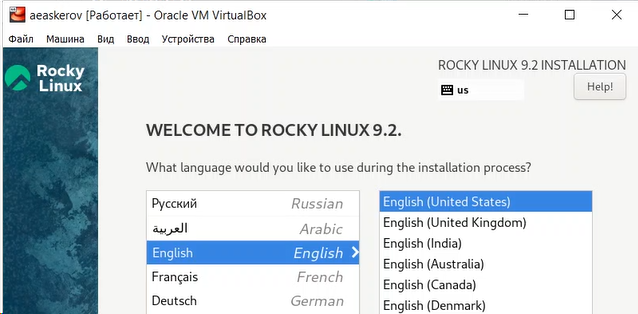 aeaskerov [Работает] - Oracle VM VirtualBox
Файл Машина Вид Ввод Устройства Справка
Rocky
Linux
ROCKY LINUX 9.2 INSTALLATION
us
Help!
WELCOME TO ROCKY LINUX 9.2.
What language would you like to use during the installation process?
Русский Russian
العربية Arabic
English English
Français French
Deutsch German
English (United States)
English (United Kingdom)
English (India)
English (Australia)
English (Canada)
English (Denmark)